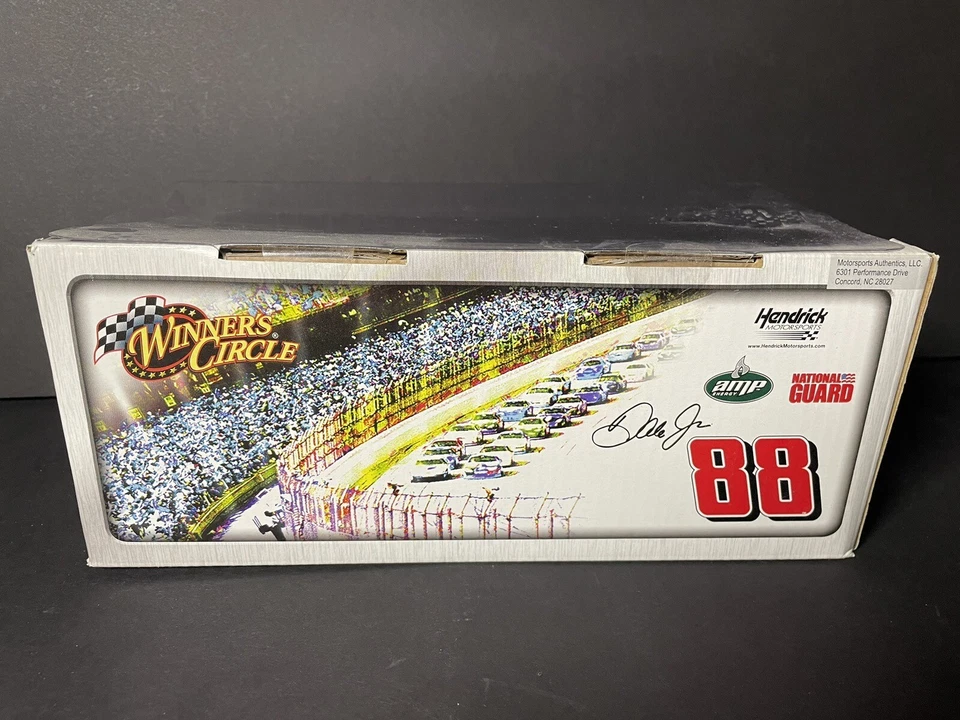 Motorsports Authentics, LLC.
6301 Performance Drive
Concord, NC 28027
WINNER'S
CIRCLE
Hendrick
MOTORSPORTS
www.HendrickMotorsports.com
amp
ENERGY
NATIONAL
GUARD
Dale Jr
88